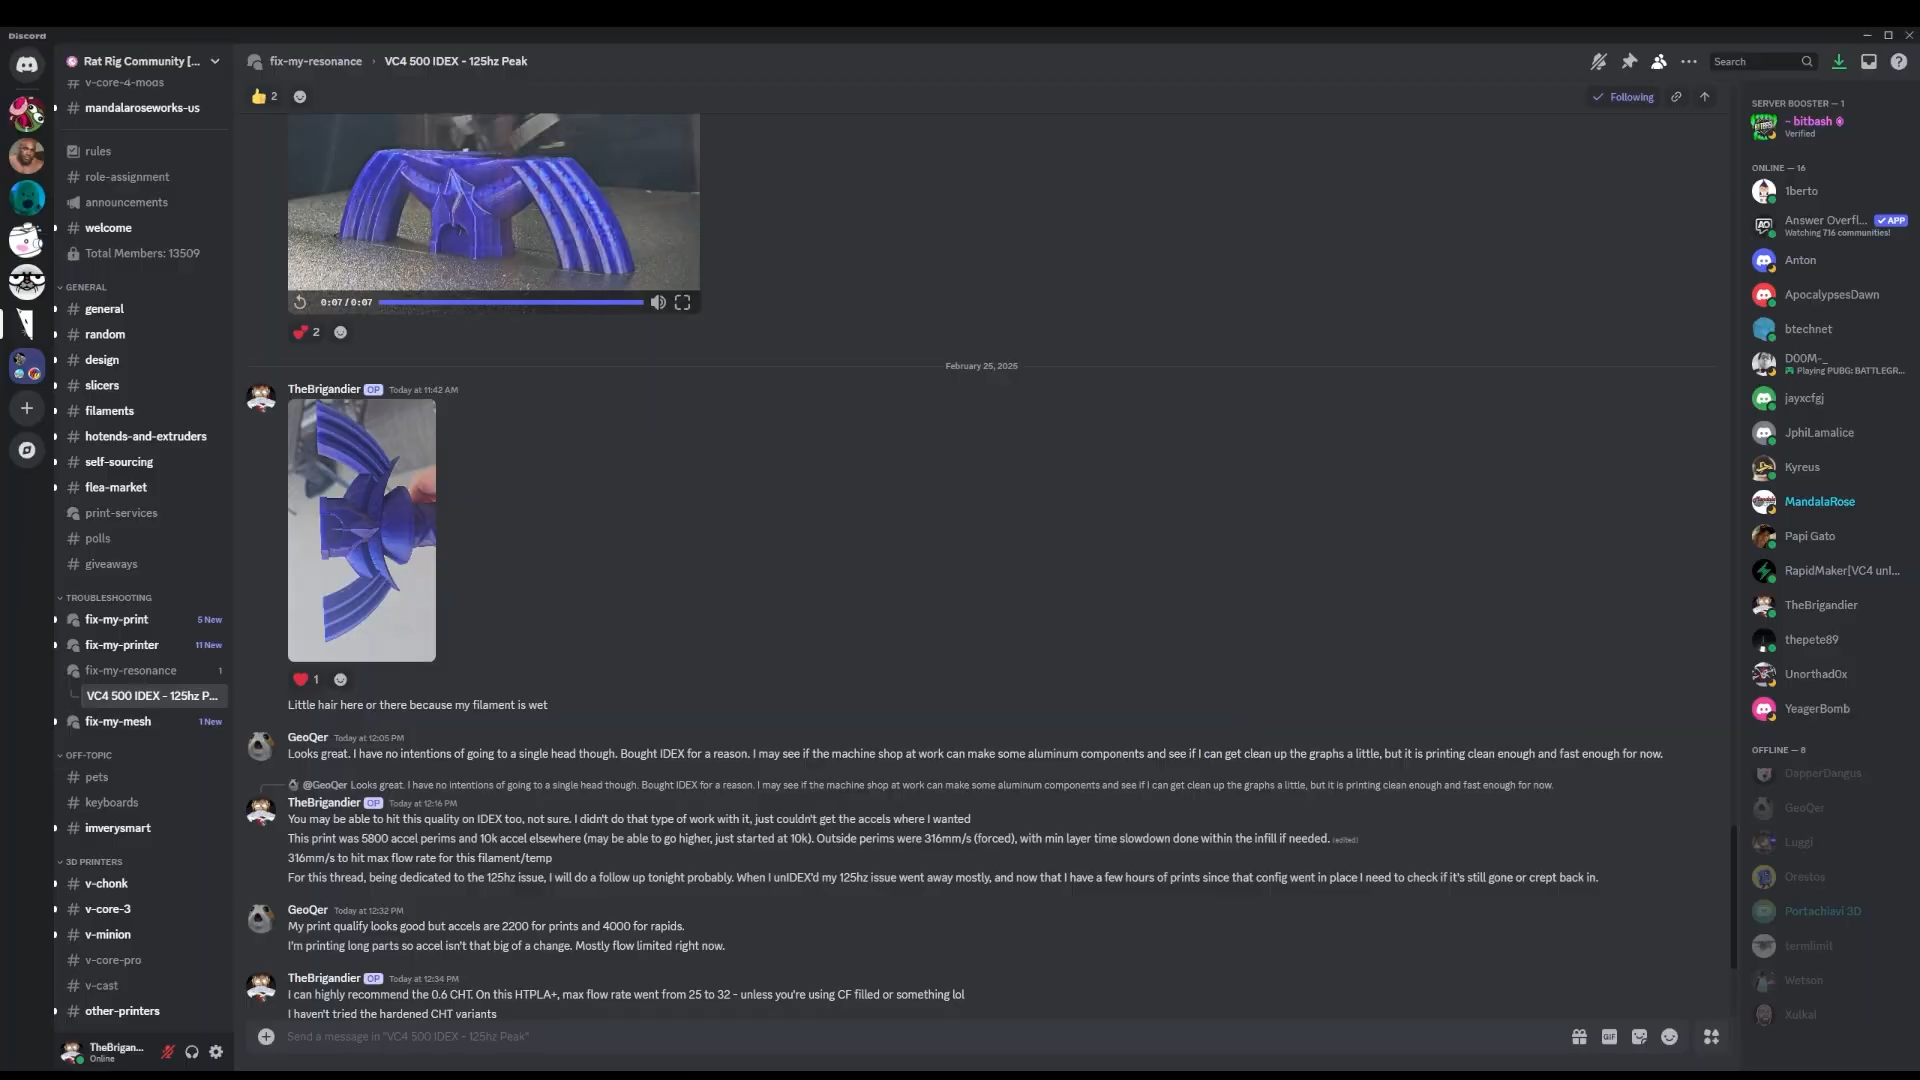 Discord
Rat Rig Community [...
fix-my-resonance › VC4 500 IDEX - 125hz Peak
Search
v-core-4-mods
mandalaroseworks-us
rules
role-assignment
announcements
welcome
Total Members: 13509
GENERAL
general
random
design
slicers
filaments
hotends-and-extruders
self-sourcing
flea-market
print-services
polls
giveaways
TROUBLESHOOTING
fix-my-print 5 New
fix-my-printer 11 New
fix-my-resonance 1
VC4 500 IDEX - 125hz P...
fix-my-mesh 1 New
OFF-TOPIC
pets
keyboards
imverysmart
3D PRINTERS
v-chonk
v-core-3
v-minion
v-core-pro
v-cast
other-printers
TheBrigan...
Online
2
Following
0:07 / 0:07
2
February 25, 2025
TheBrigandier OP Today at 11:42 AM
1
Little hair here or there because my filament is wet
GeoQer Today at 12:05 PM
Looks great. I have no intentions of going to a single head though. Bought IDEX for a reason. I may see if the machine shop at work can make some aluminum components and see if I can get clean up the graphs a little, but it is printing clean enough and fast enough for now.
@GeoQer Looks great. I have no intentions of going to a single head though. Bought IDEX for a reason. I may see if the machine shop at work can make some aluminum components and see if I can get clean up the graphs a little, but it is printing clean enough and fast enough for now.
TheBrigandier OP Today at 12:16 PM
You may be able to hit this quality on IDEX too, not sure. I didn't do that type of work with it, just couldn't get the accels where I wanted
This print was 5800 accel perims and 10k accel elsewhere (may be able to go higher, just started at 10k). Outside perims were 316mm/s (forced), with min layer time slowdown done within the infill if needed. (edited)
316mm/s to hit max flow rate for this filament/temp
For this thread, being dedicated to the 125hz issue, I will do a follow up tonight probably. When I unIDEX'd my 125hz issue went away mostly, and now that I have a few hours of prints since that config went in place I need to check if it's still gone or crept back in.
GeoQer Today at 12:32 PM
My print qualify looks good but accels are 2200 for prints and 4000 for rapids.
I'm printing long parts so accel isn't that big of a change. Mostly flow limited right now.
TheBrigandier OP Today at 12:34 PM
I can highly recommend the 0.6 CHT. On this HTPLA+, max flow rate went from 25 to 32 - unless you're using CF filled or something lol
I haven't tried the hardened CHT variants
Send a message in "VC4 500 IDEX - 125hz Peak"
GIF
SERVER BOOSTER — 1
~ bitbash
Verified
ONLINE — 16
1berto
Answer Overfl... APP
Watching 716 communities!
Anton
ApocalypsesDawn
btechnet
D00M-_
Playing PUBG: BATTLEGR...
jayxcfgj
JphiLamalice
Kyreus
MandalaRose
Papi Gato
RapidMaker[VC4 unI...
TheBrigandier
thepete89
Unorthad0x
YeagerBomb
OFFLINE — 8
DapperDangus
GeoQer
Luggi
Orestos
Portachiavi 3D
termlimil
Wetson
Xulkal